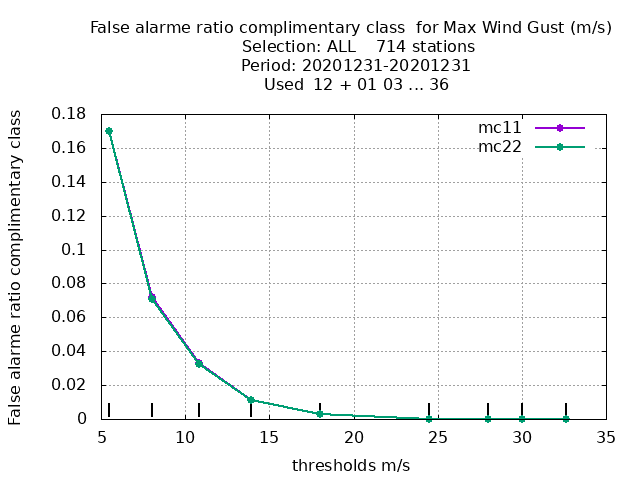 False alarme ratio complimentary class  for Max Wind Gust (m/s)
Selection: ALL    714 stations
Period: 20201231-20201231
Used  12 + 01 03 ... 36
False alarme ratio complimentary class
0.18
0.16
0.14
0.12
0.1
0.08
0.06
0.04
0.02
0
mc11
mc22
5 10 15 20 25 30 35
thresholds m/s